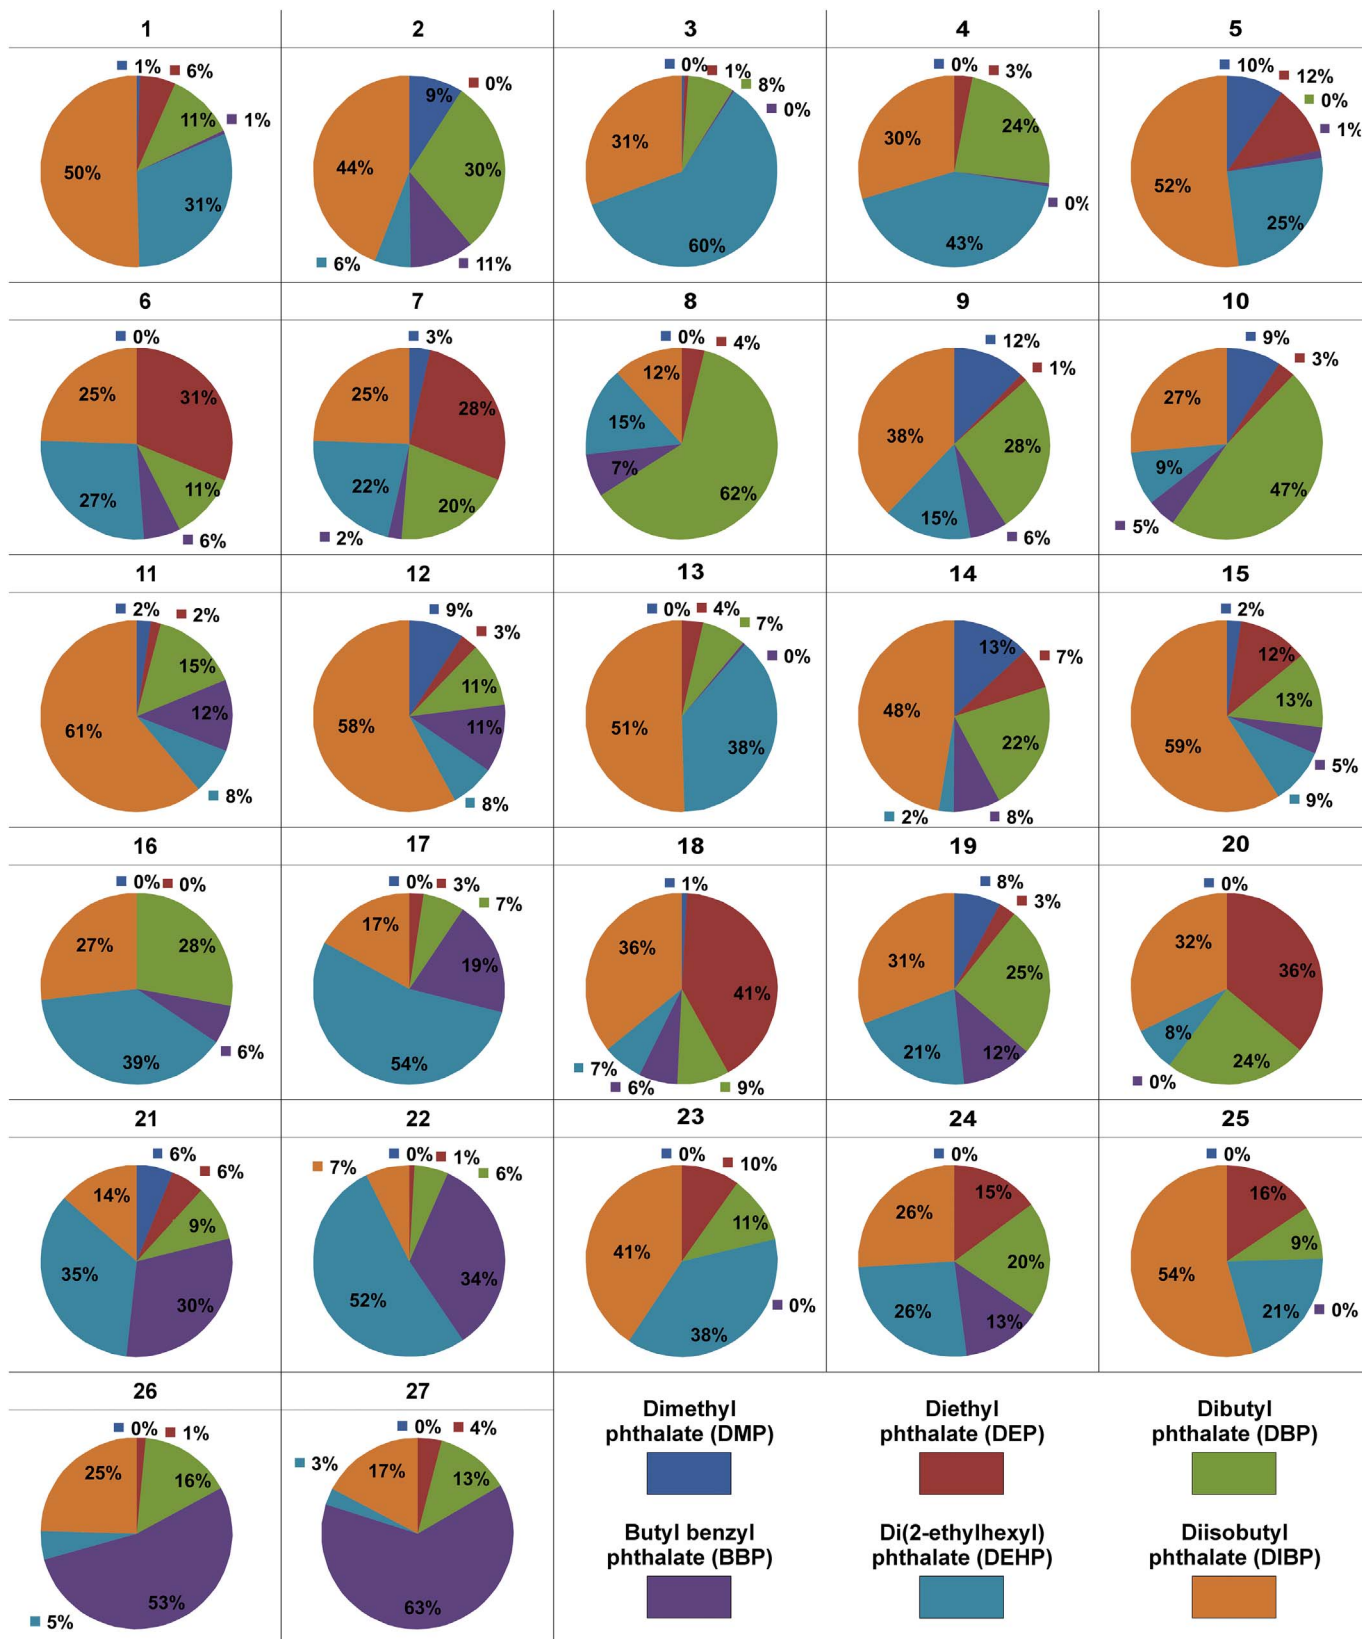 1 2 3 4 5
1% 6% 11% 1% 31% 50%
9% 0% 30% 11% 6% 44%
0% 1% 8% 0% 60% 31%
0% 3% 24% 0% 43% 30%
10% 12% 0% 1% 25% 52%
6 7 8 9 10
0% 31% 11% 6% 27% 25%
3% 28% 20% 2% 22% 25%
0% 4% 62% 7% 15% 12%
12% 1% 28% 6% 15% 38%
9% 3% 47% 5% 9% 27%
11 12 13 14 15
2% 2% 15% 12% 8% 61%
9% 3% 11% 11% 8% 58%
0% 4% 7% 0% 38% 51%
13% 7% 22% 8% 2% 48%
2% 12% 13% 5% 9% 59%
16 17 18 19 20
0% 0% 28% 6% 39% 27%
0% 3% 7% 19% 54% 17%
1% 41% 9% 6% 7% 36%
8% 3% 25% 12% 21% 31%
0% 36% 24% 0% 8% 32%
21 22 23 24 25
6% 6% 9% 30% 35% 14%
0% 1% 6% 34% 52% 7%
0% 10% 11% 0% 38% 41%
0% 15% 20% 13% 26% 26%
0% 16% 9% 0% 21% 54%
26 27
0% 1% 16% 53% 5% 25%
0% 4% 13% 63% 3% 17%
Dimethyl
phthalate (DMP)
Diethyl
phthalate (DEP)
Dibutyl
phthalate (DBP)
Butyl benzyl
phthalate (BBP)
Di(2-ethylhexyl)
phthalate (DEHP)
Diisobutyl
phthalate (DIBP)